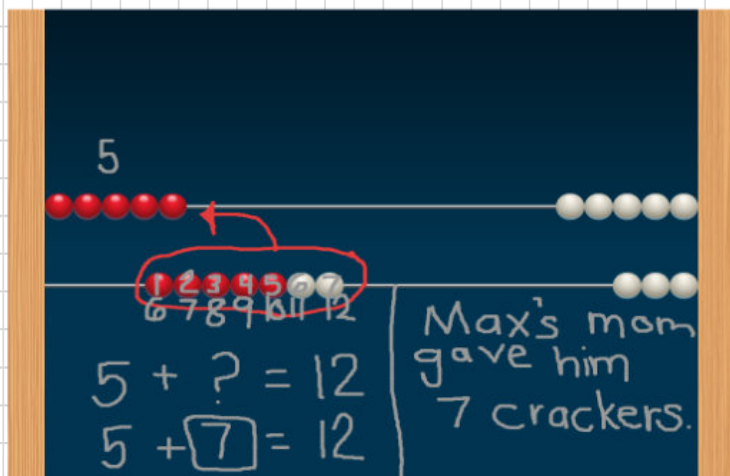 5
1 2 3 4 5 6 7
6 7 8 9 10 11 12
5 + ? = 12
5 + 7 = 12
Max's mom
gave him
7 crackers.